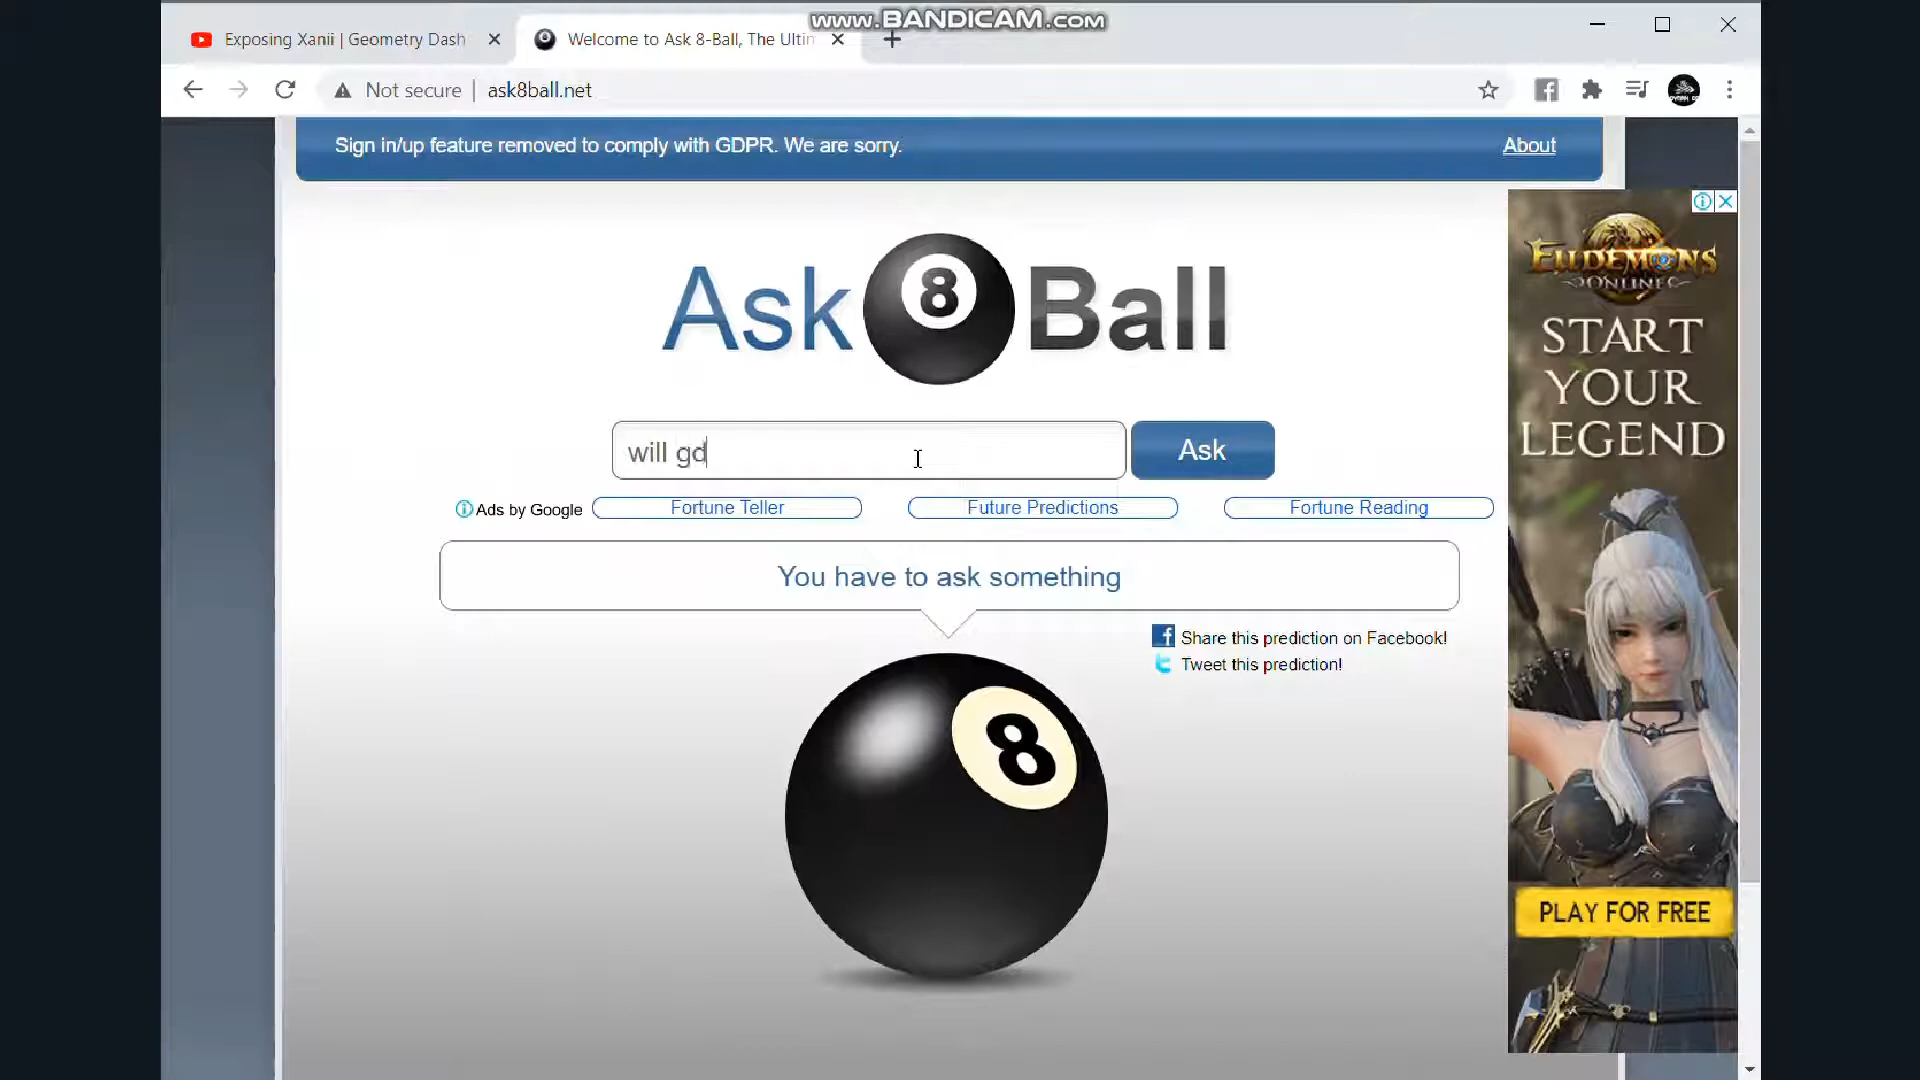 www.BANDICAM.com
Exposing Xanii | Geometry Dash
Welcome to Ask 8-Ball, The Ultin
Not secure | ask8ball.net
Sign in/up feature removed to comply with GDPR. We are sorry.
About
Ask 8 Ball
will gd
Ask
Ads by Google
Fortune Teller
Future Predictions
Fortune Reading
You have to ask something
Share this prediction on Facebook!
Tweet this prediction!
8
EUDEMONS
ONLINE
START
YOUR
LEGEND
PLAY FOR FREE